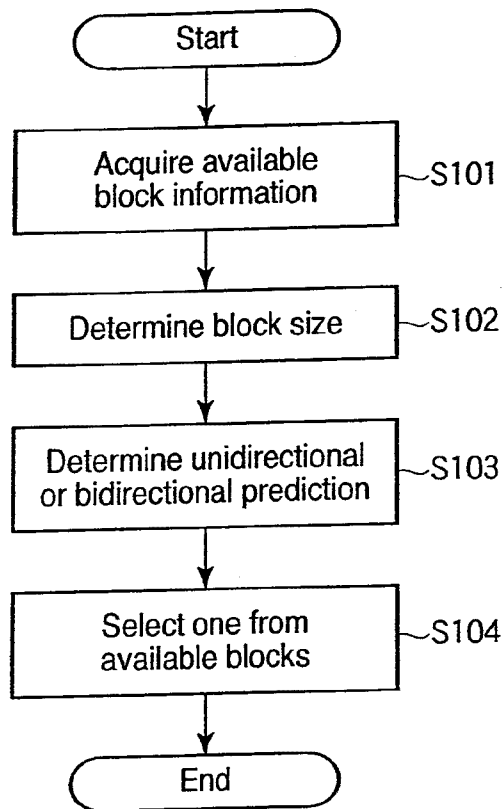 Start
Acquire available
block information
S101
Determine block size
S102
Determine unidirectional
or bidirectional prediction
S103
Select one from
available blocks
S104
End